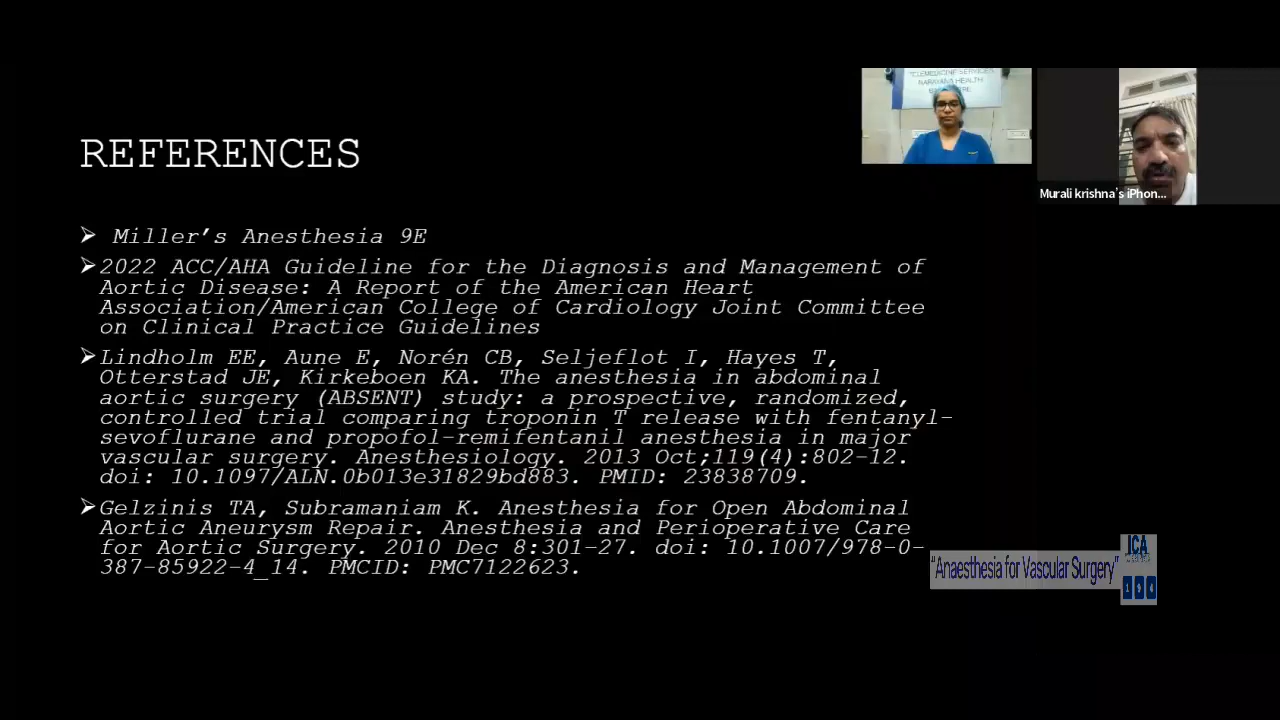 NARAYANA HEALTH
REFERENCES
Murali krishna's iPhon...
➢ Miller's Anesthesia 9E
➢2022 ACC/AHA Guideline for the Diagnosis and Management of
Aortic Disease: A Report of the American Heart
Association/American College of Cardiology Joint Committee
on Clinical Practice Guidelines
➢Lindholm EE, Aune E, Norén CB, Seljeflot I, Hayes T,
Otterstad JE, Kirkeboen KA. The anesthesia in abdominal
aortic surgery (ABSENT) study: a prospective, randomized,
controlled trial comparing troponin T release with fentanyl-
sevoflurane and propofol-remifentanil anesthesia in major
vascular surgery. Anesthesiology. 2013 Oct;119(4):802-12.
doi: 10.1097/ALN.0b013e31829bd883. PMID: 23838709.
➢Gelzinis TA, Subramaniam K. Anesthesia for Open Abdominal
Aortic Aneurysm Repair. Anesthesia and Perioperative Care
for Aortic Surgery. 2010 Dec 8:301-27. doi: 10.1007/978-0-
387-85922-4_14. PMCID: PMC7122623.
"Anaesthesia for Vascular Surgery"
ICA